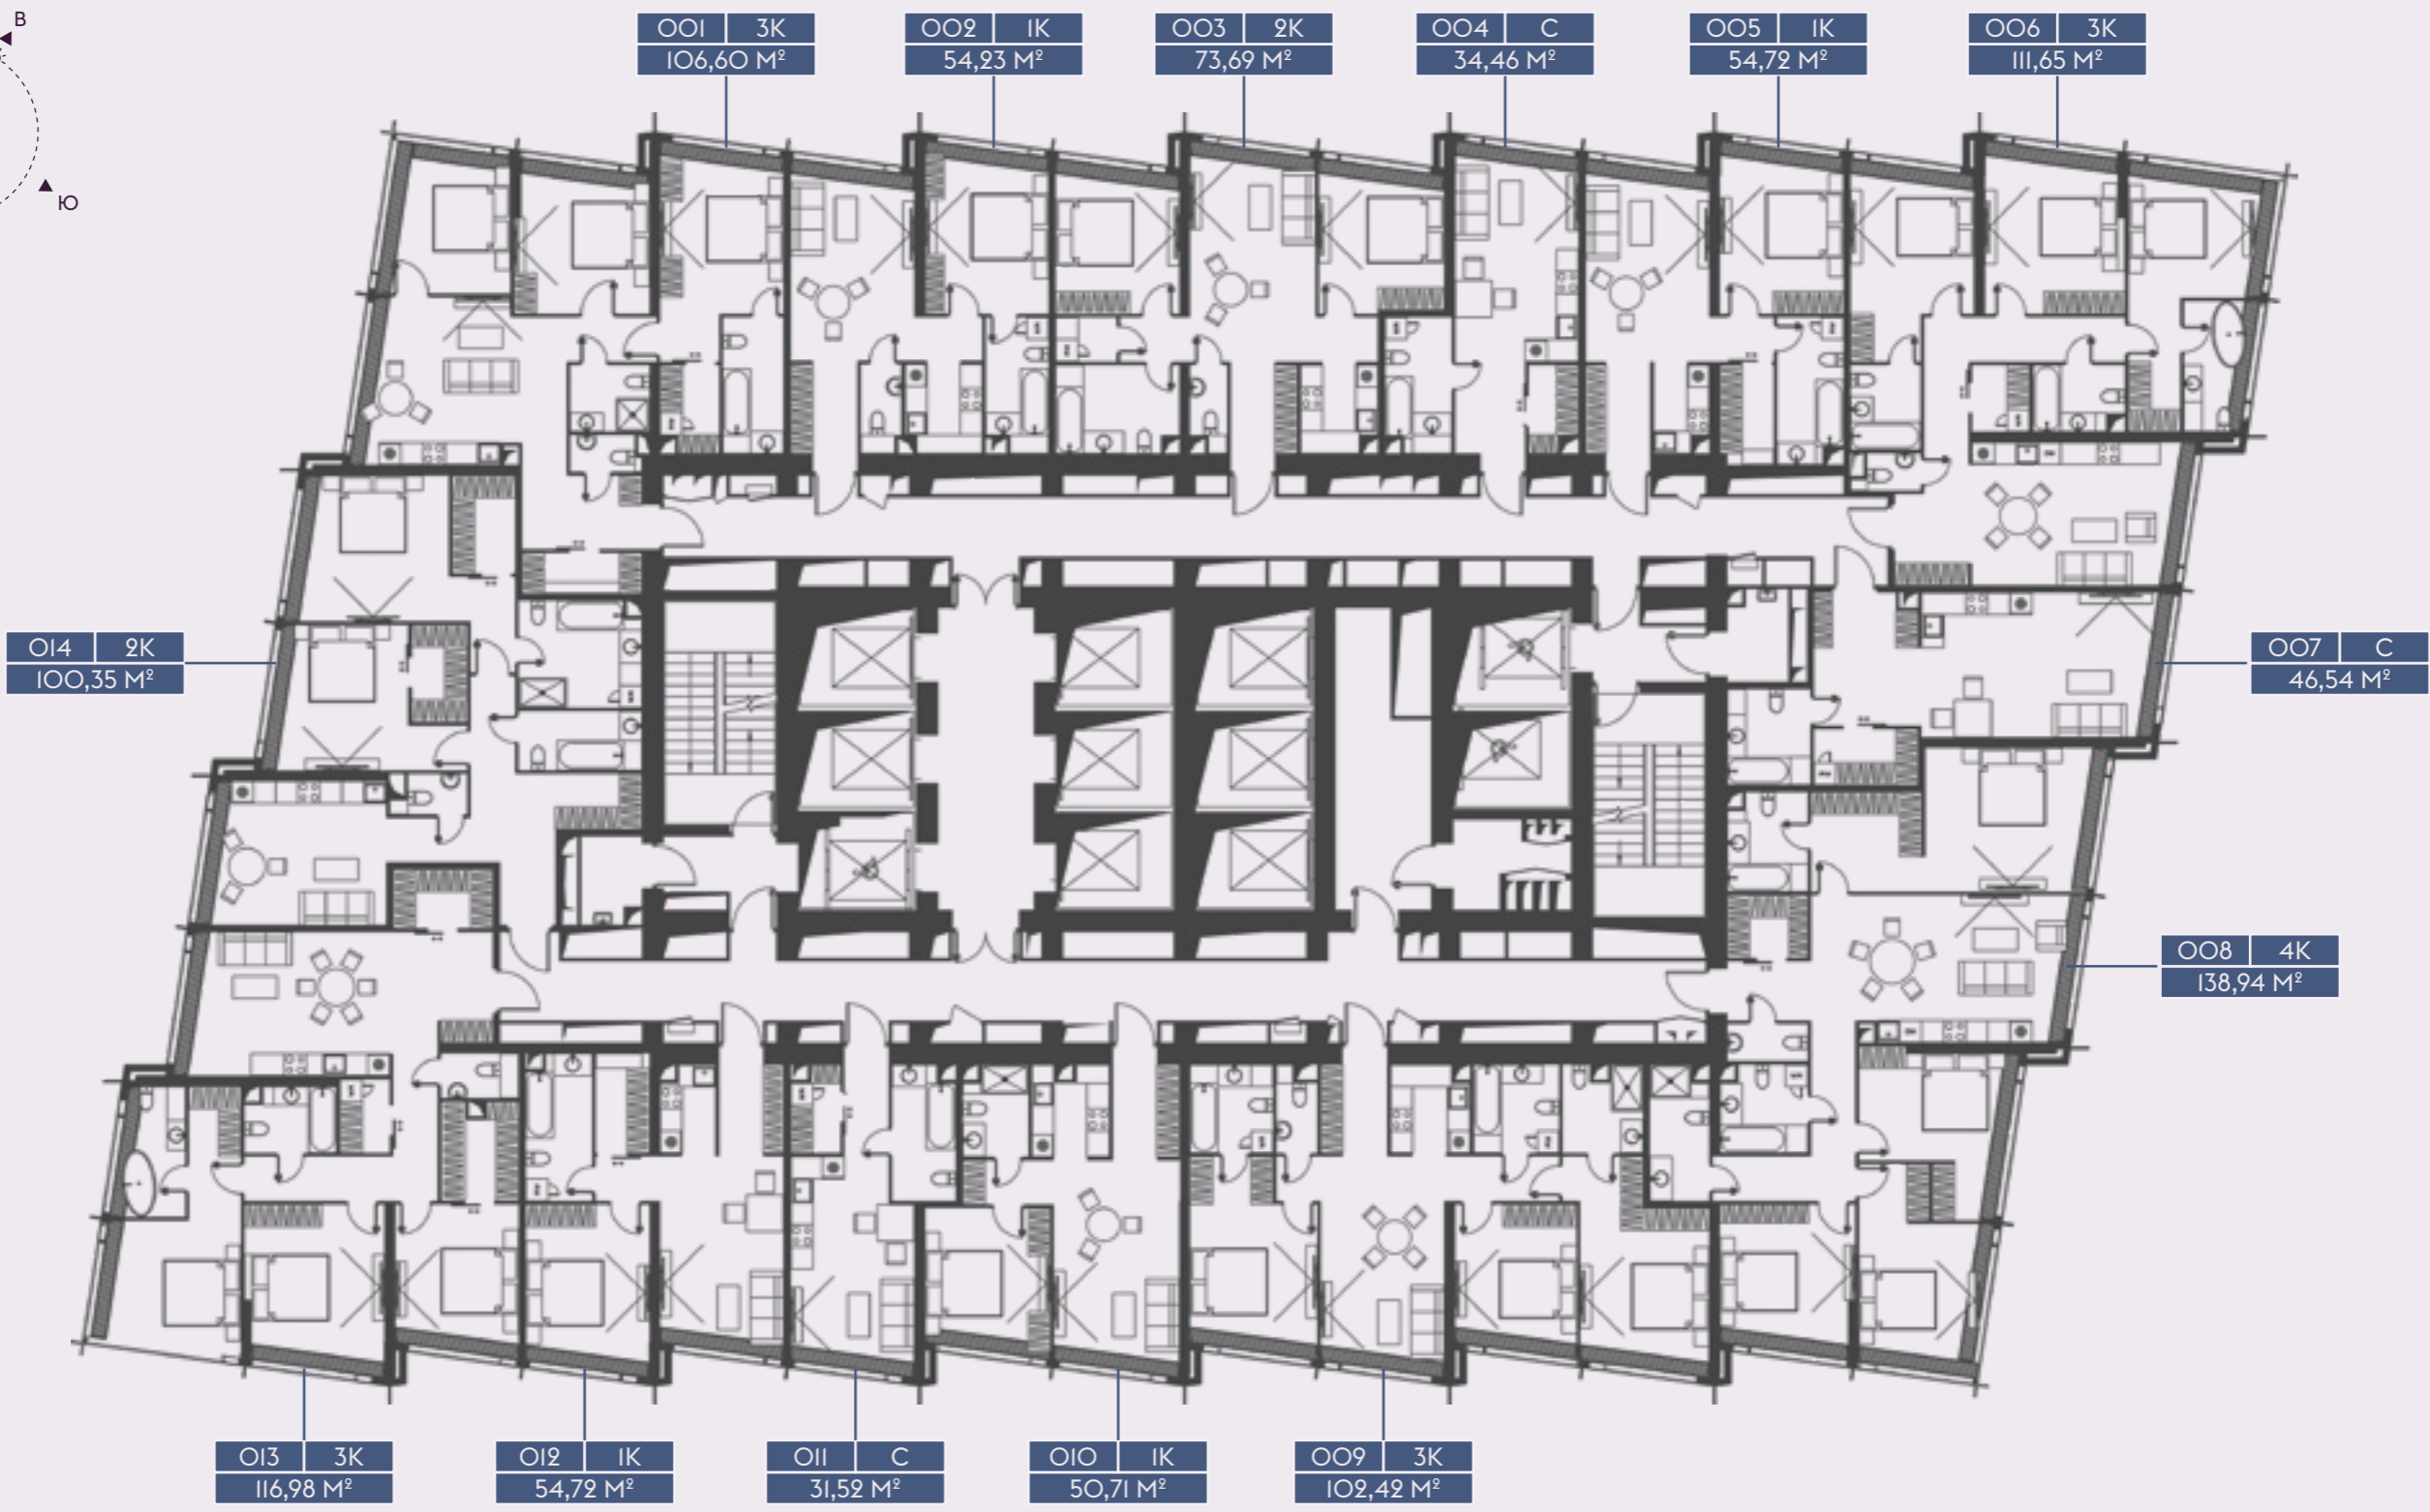 В
Ю
001 3К
106,60 М²
002 1К
54,23 М²
003 2К
73,69 М²
004 С
34,46 М²
005 1К
54,72 М²
006 3К
111,65 М²
014 2К
100,35 М²
007 С
46,54 М²
008 4К
138,94 М²
013 3К
116,98 М²
012 1К
54,72 М²
011 С
31,52 М²
010 1К
50,71 М²
009 3К
102,42 М²